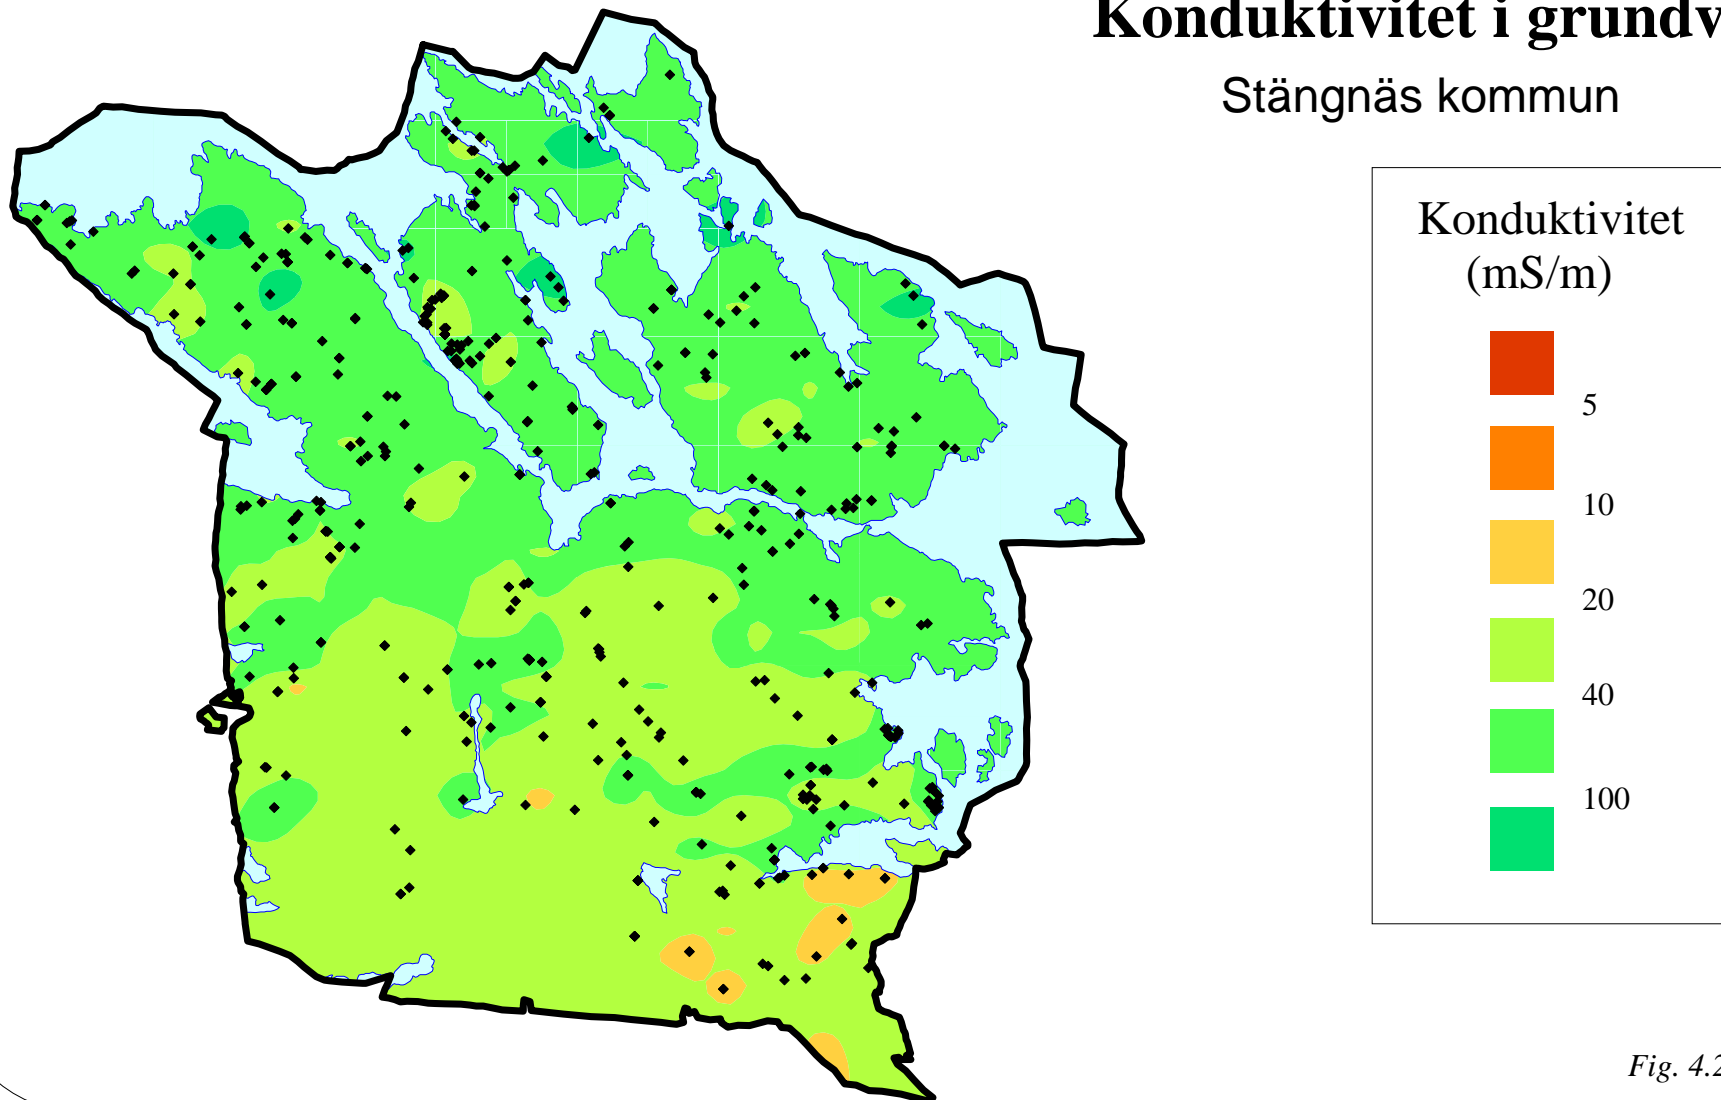 Konduktivitet i grundv
Stängnäs kommun
Konduktivitet
(mS/m)
5
10
20
40
100
Fig. 4.2